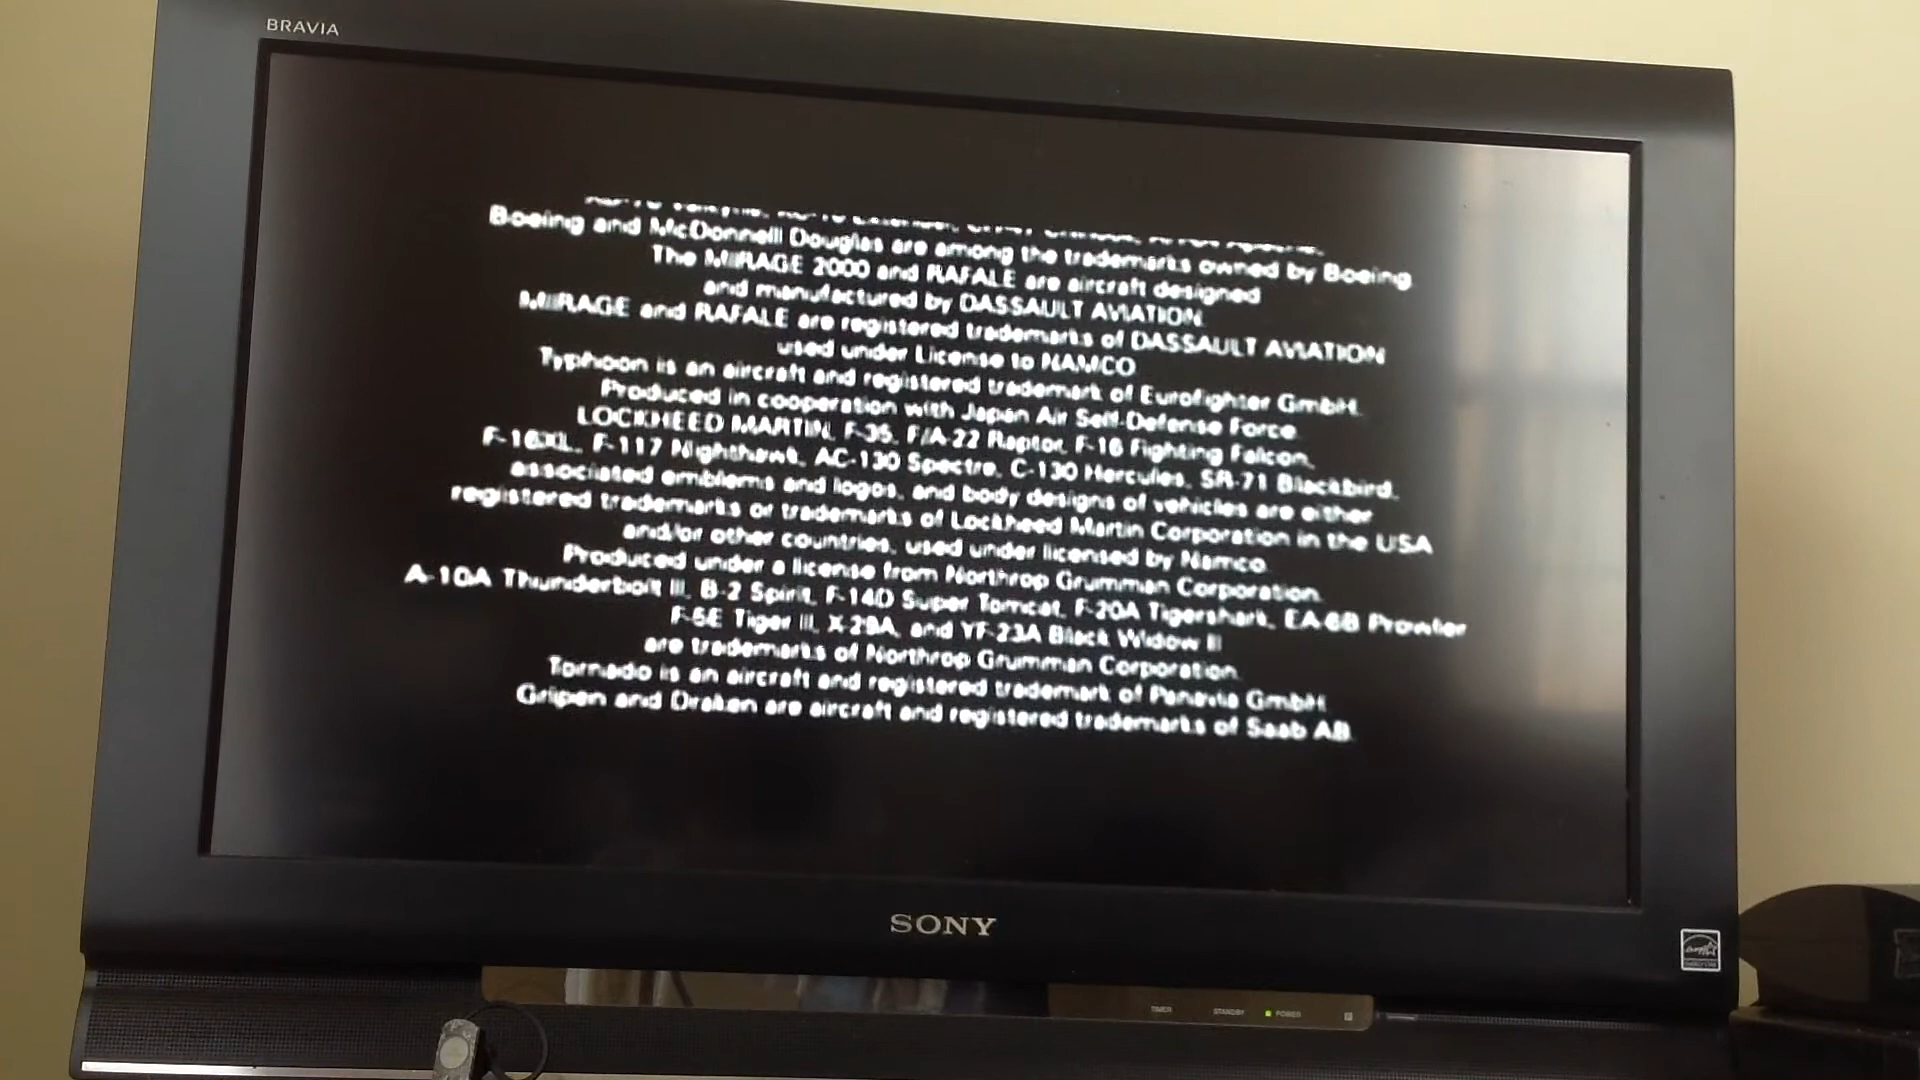 BRAVIA
Boeing and McDonnell Douglas are among the trademarks owned by Boeing
The MIRAGE 2000 and RAFALE are aircraft designed
and manufactured by DASSAULT AVIATION.
MIRAGE and RAFALE are registered trademarks of DASSAULT AVIATION
used under License to NAMCO
Typhoon is an aircraft and registered trademark of Eurofighter GmbH.
Produced in cooperation with Japan Air Self-Defense Force.
LOCKHEED MARTIN, F-35, F/A-22 Raptor, F-16 Fighting Falcon,
F-16XL, F-117 Nighthawk, AC-130 Spectre, C-130 Hercules, SR-71 Blackbird,
associated emblems and logos, and body designs of vehicles are either
registered trademarks or trademarks of Lockheed Martin Corporation in the USA
and/or other countries, used under licensed by Namco.
Produced under a license from Northrop Grumman Corporation.
A-10A Thunderbolt II, B-2 Spirit, F-14D Super Tomcat, F-20A Tigershark, EA-6B Prowler
F-5E Tiger II, X-29A, and YF-23A Black Widow II
are trademarks of Northrop Grumman Corporation.
Tornado is an aircraft and registered trademark of Panavia GmbH.
Gripen and Draken are aircraft and registered trademarks of Saab AB.
SONY
TIMER STANDBY POWER